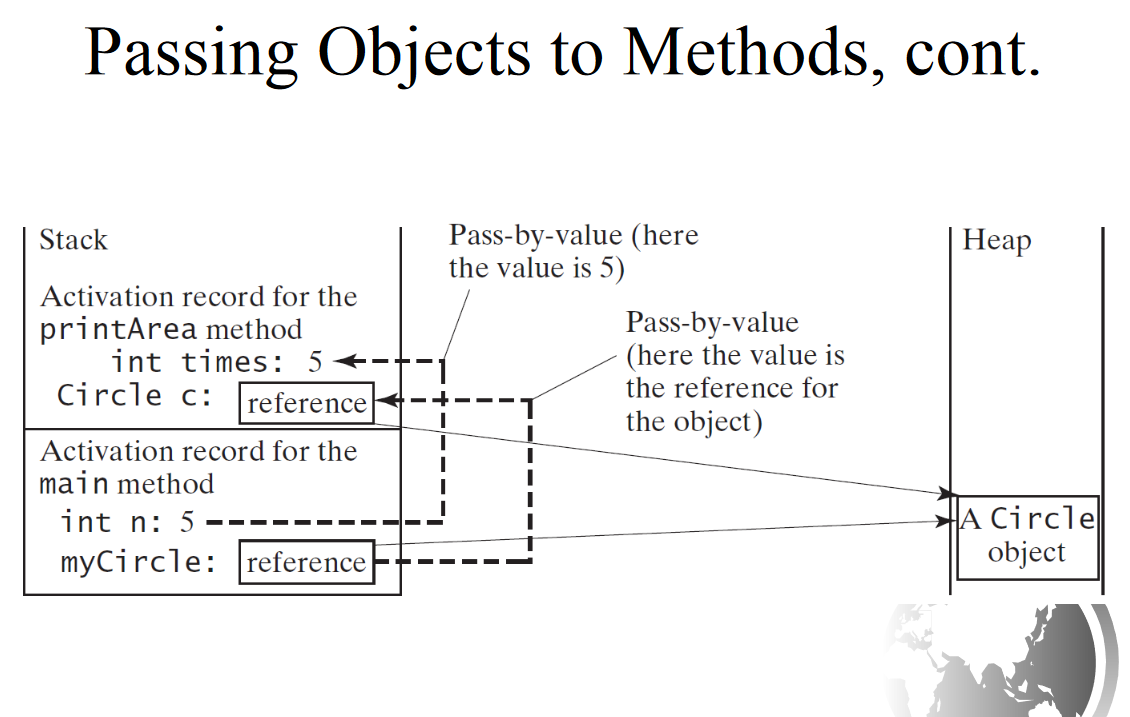 Passing Objects to Methods, cont.
Stack
Activation record for the
printArea method
int times: 5
Circle c: reference
Activation record for the
main method
int n: 5
myCircle: reference
Pass-by-value (here
the value is 5)
Pass-by-value
(here the value is
the reference for
the object)
Heap
A Circle
object